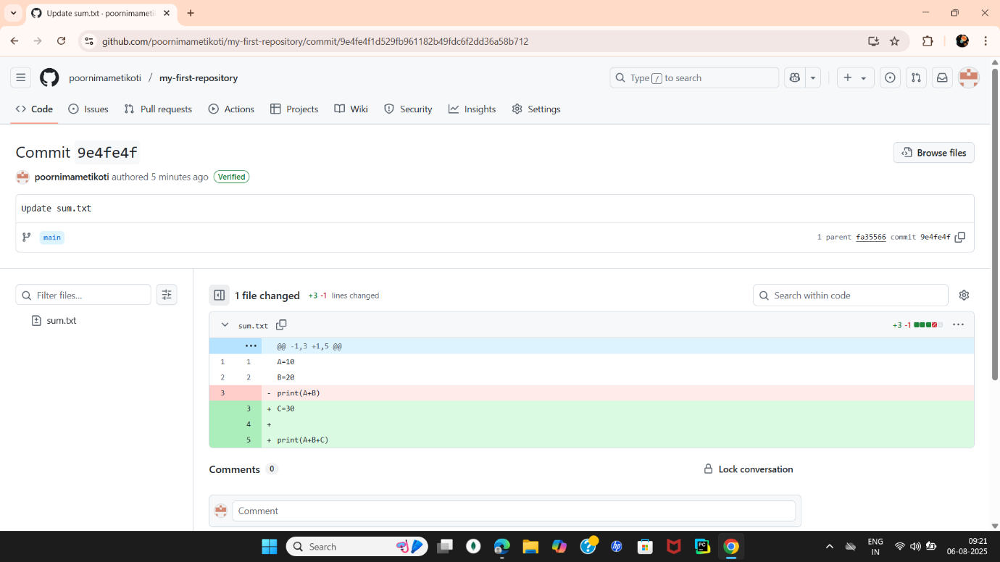 Update sum.txt · poornimameti
github.com/poornimametikoti/my-first-repository/commit/9e4fe4f1d529fb961182b49fdc6f2dd36a58b712
poornimametikoti / my-first-repository
Type / to search
Code Issues Pull requests Actions Projects Wiki Security Insights Settings
Commit 9e4fe4f
Browse files
poornimametikoti authored 5 minutes ago Verified
Update sum.txt
main
1 parent fa35566 commit 9e4fe4f
Filter files...
sum.txt
1 file changed +3 -1 lines changed
Search within code
sum.txt
+3 -1
@@ -1,3 +1,5 @@
1 1 A=10
2 2 B=20
3 - print(A+B)
3 + C=30
4 +
5 + print(A+B+C)
Comments 0
Lock conversation
Comment
Search
PC
hp
ENG
IN
09:21
06-08-2025